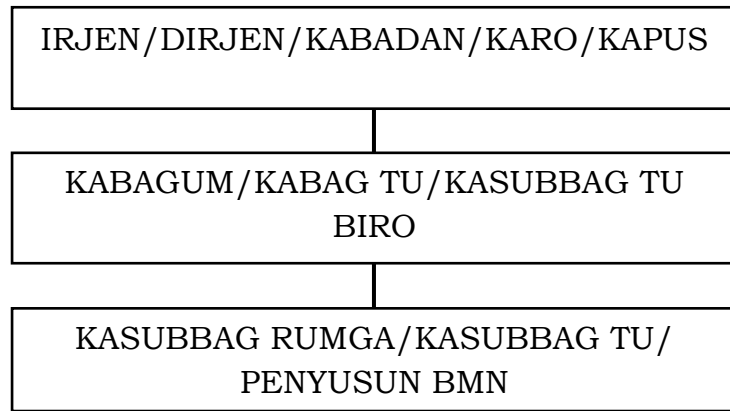 IRJEN/DIRJEN/KABADAN/KARO/KAPUS
KABAGUM/KABAG TU/KASUBBAG TU
BIRO
KASUBBAG RUMGA/KASUBBAG TU/
PENYUSUN BMN